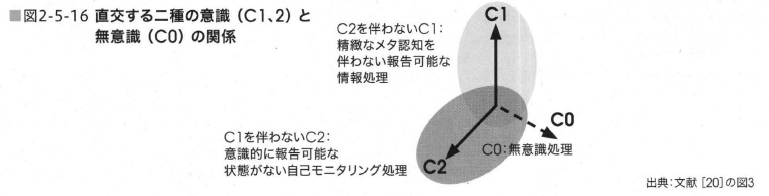 ■図2-5-16 直交する二種の意識（C1、2）と
無意識（C0）の関係
C2を伴わないC1：
精緻なメタ認知を
伴わない報告可能な
情報処理
C1
C0
C0：無意識処理
C1を伴わないC2：
意識的に報告可能な
状態がない自己モニタリング処理
C2
出典：文献［20］の図3